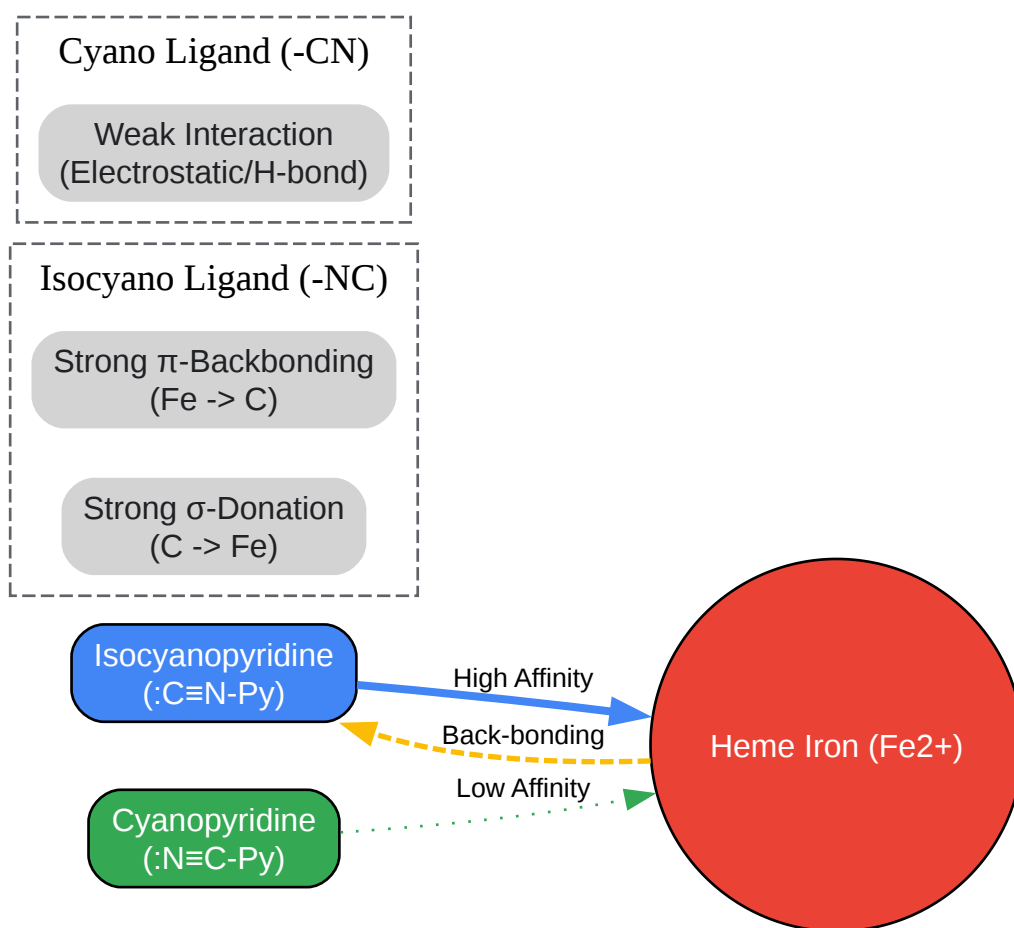 Cyano Ligand (-CN)
Weak Interaction
(Electrostatic/H-bond)
Isocyano Ligand (-NC)
Strong π-Backbonding
(Fe -> C)
Strong σ-Donation
(C -> Fe)
Isocyanopyridine
(:C≡N-Py)
High Affinity
Back-bonding
Heme Iron (Fe2+)
Low Affinity
Cyanopyridine
(:N≡C-Py)